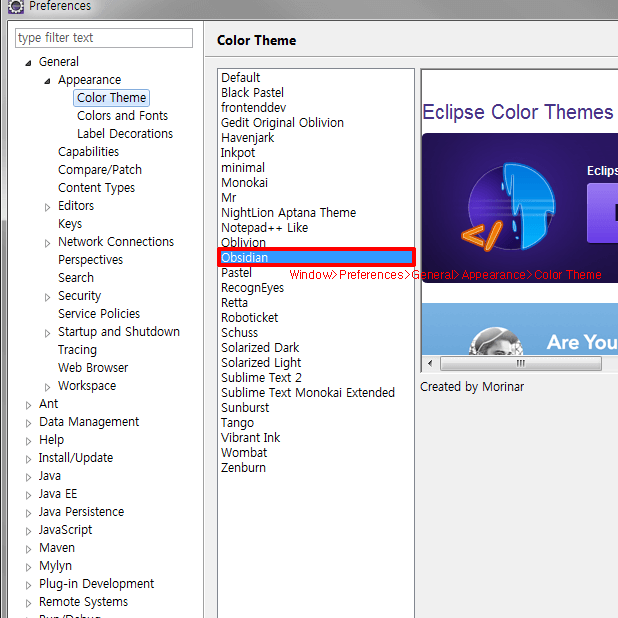 Preferences
type filter text
General
Appearance
Color Theme
Colors and Fonts
Label Decorations
Capabilities
Compare/Patch
Content Types
Editors
Keys
Network Connections
Perspectives
Search
Security
Service Policies
Startup and Shutdown
Tracing
Web Browser
Workspace
Ant
Data Management
Help
Install/Update
Java
Java EE
Java Persistence
JavaScript
Maven
Mylyn
Plug-in Development
Remote Systems
Run/Debug
Color Theme
Default
Black Pastel
frontenddev
Gedit Original Oblivion
Havenjark
Inkpot
minimal
Monokai
Mr
NightLion Aptana Theme
Notepad++ Like
Oblivion
Obsidian
Pastel
Window>Preferences>General>Appearance>Color Theme
RecognEyes
Retta
Roboticket
Schuss
Solarized Dark
Solarized Light
Sublime Text 2
Sublime Text Monokai Extended
Sunburst
Tango
Vibrant Ink
Wombat
Zenburn
Eclipse Color Themes
Eclips
</>
Are You
Created by Morinar